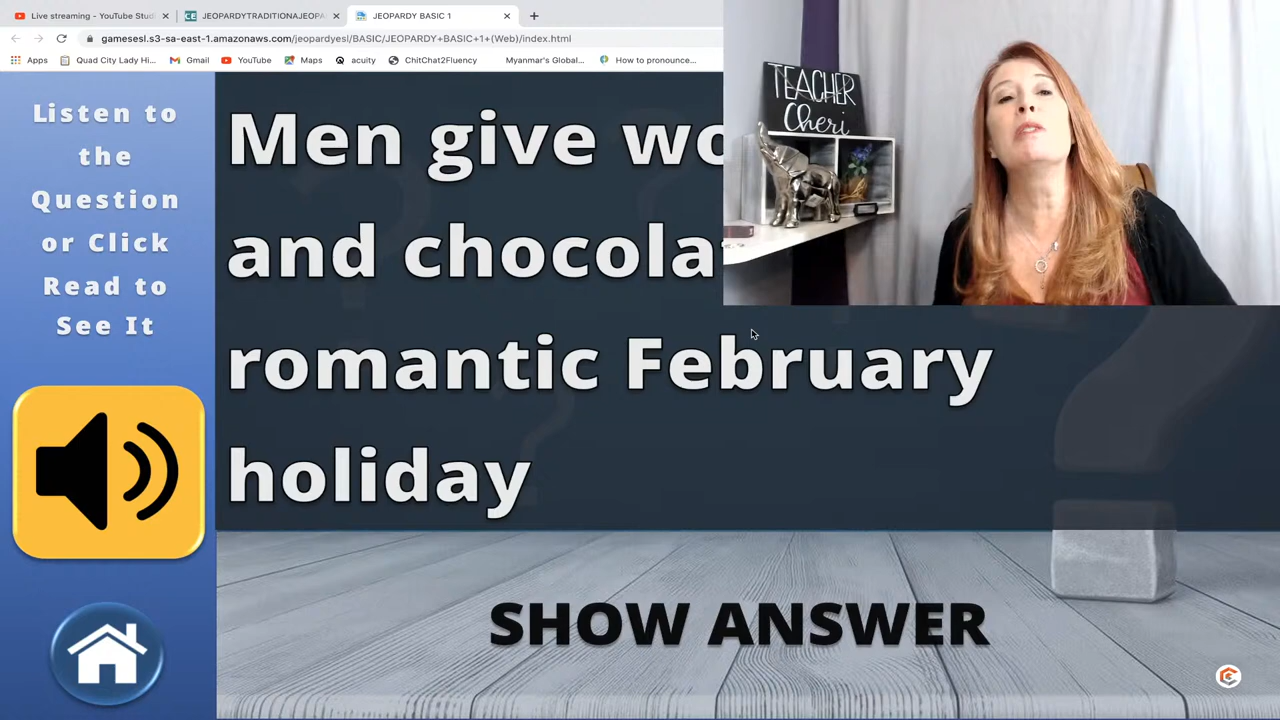 Live streaming - YouTube Stud
JEOPARDYTRADITIONAJEOPA
JEOPARDY BASIC 1
gamesesl.s3-sa-east-1.amazonaws.com/jeopardyesl/BASIC/JEOPARDY+BASIC+1+(Web)/index.html
Apps
Quad City Lady Hi...
Gmail
YouTube
Maps
acuity
ChitChat2Fluency
Myanmar's Global...
How to pronounce...
Listen to
the
Question
or Click
Read to
See It
Men give wo
and chocola
romantic February
holiday
SHOW ANSWER
TEACHER
Cheri